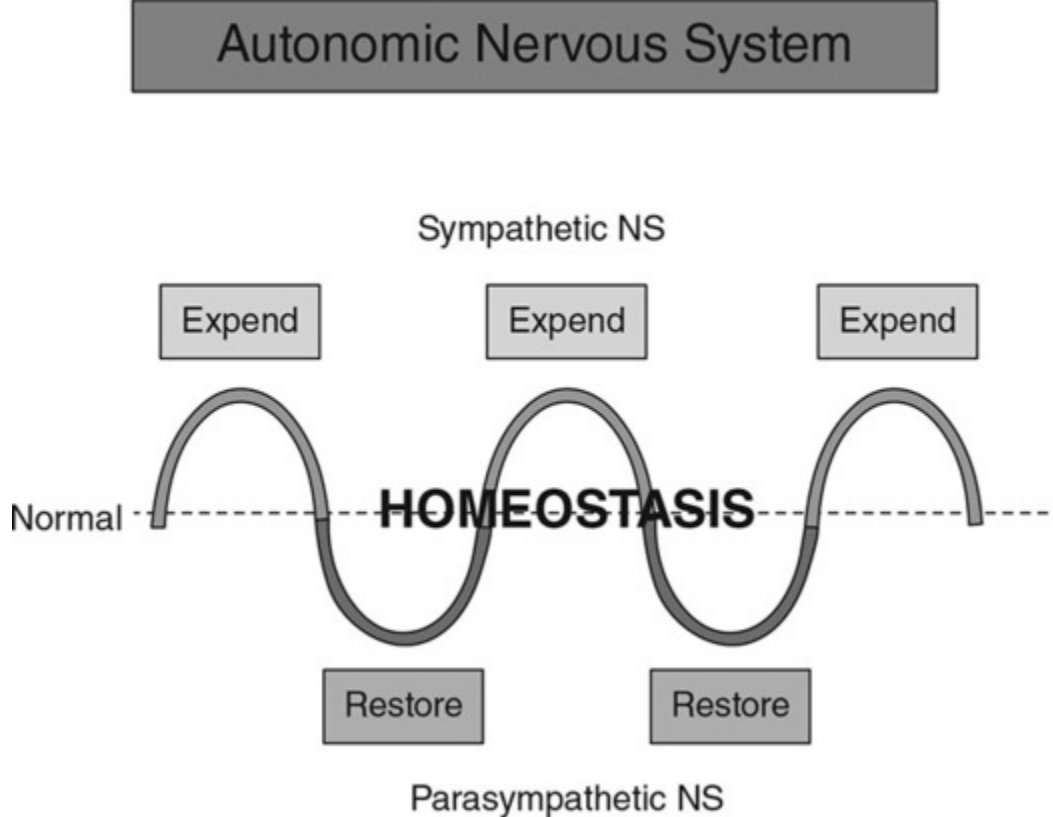 Autonomic Nervous System
Sympathetic NS
Expend Expend Expend
Normal HOMEOSTASIS
Restore Restore
Parasympathetic NS